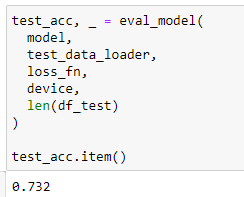 test_acc, _ = eval_model(
  model,
  test_data_loader,
  loss_fn,
  device,
  len(df_test)
)
test_acc.item()
0.732